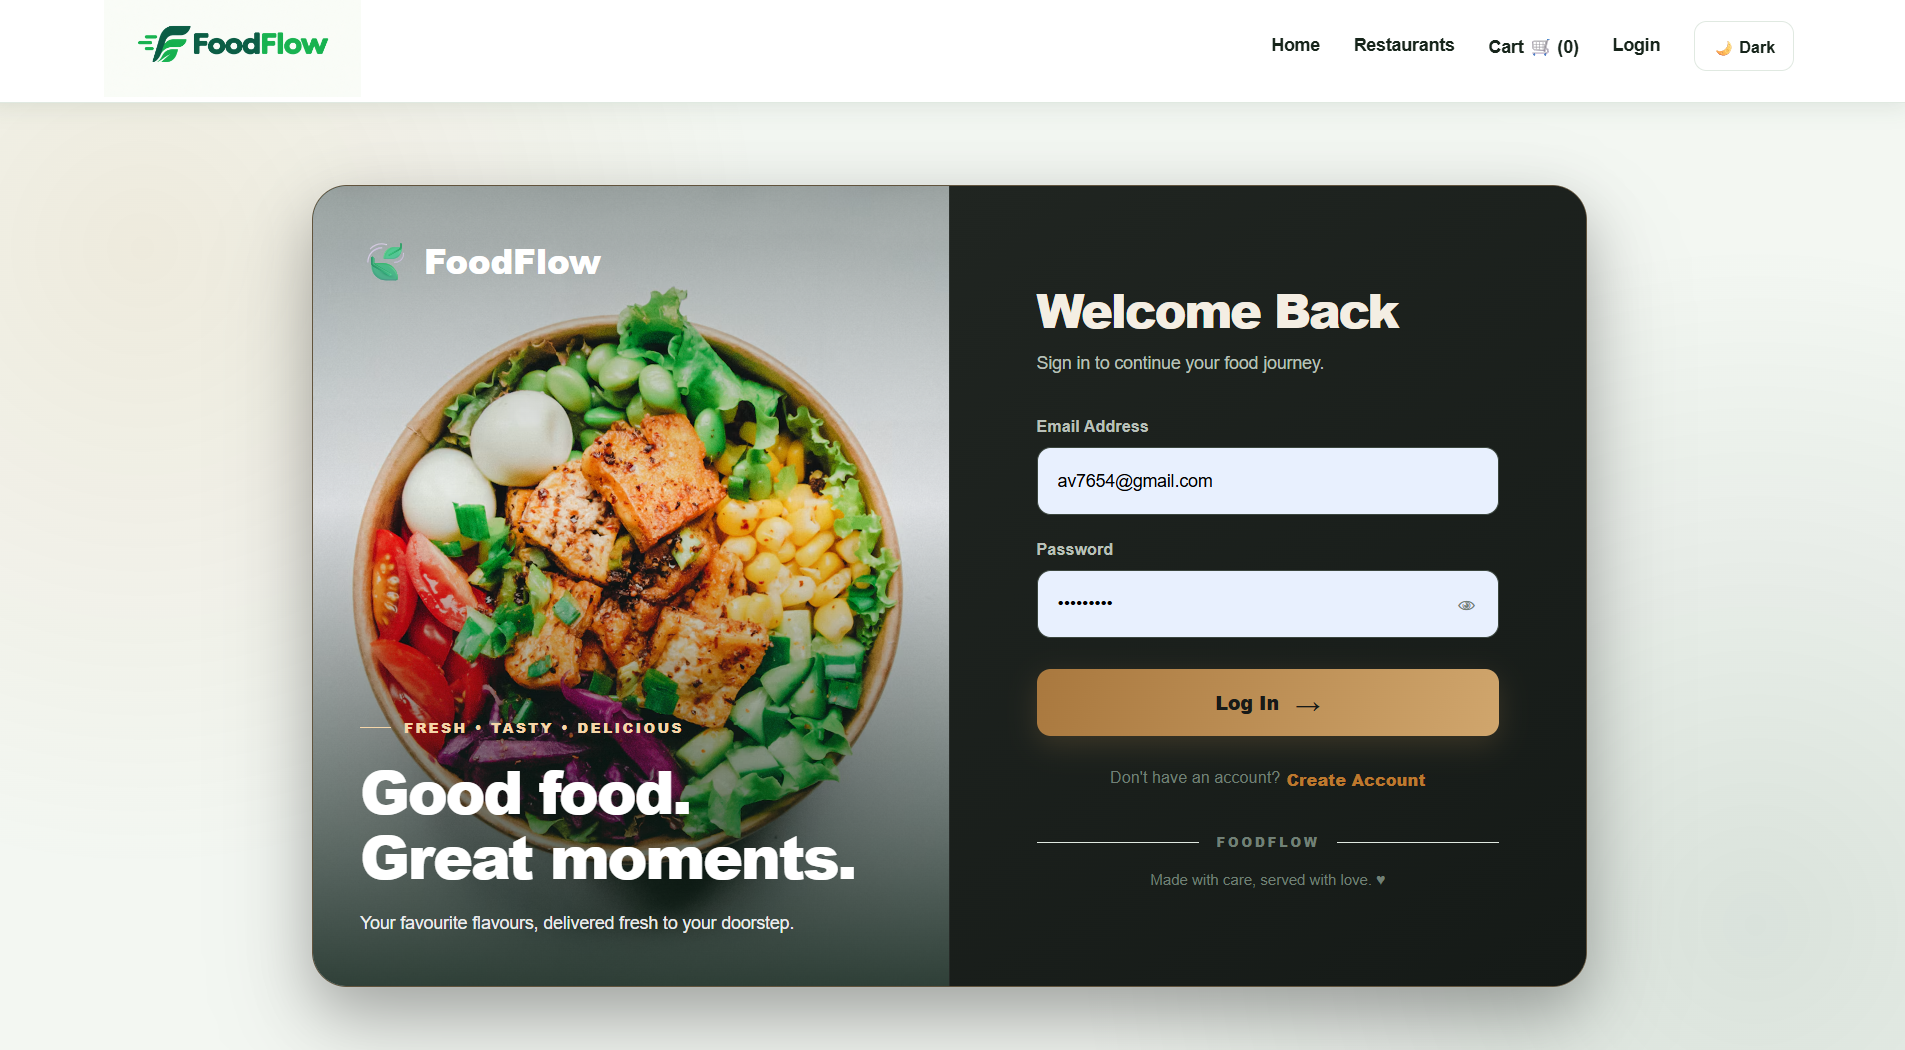 FoodFlow
Home
Restaurants
Cart 🛒 (0)
Login
🌙 Dark
FoodFlow
FRESH • TASTY • DELICIOUS
Good food.
Great moments.
Your favourite flavours, delivered fresh to your doorstep.
Welcome Back
Sign in to continue your food journey.
Email Address
av7654@gmail.com
Password
•••••••••
Log In →
Don't have an account? Create Account
FOODFLOW
Made with care, served with love. ♥